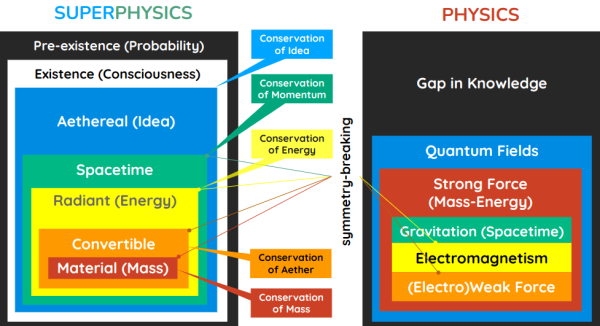 SUPERPHYSICS
PHYSICS
Pre-existence (Probability)
Existence (Consciousness)
Aethereal (Idea)
Spacetime
Radiant (Energy)
Convertible
Material (Mass)
Conservation
of Idea
Conservation
of Momentum
Conservation
of Energy
Conservation
of Aether
Conservation
of Mass
symmetry-breaking
Gap in Knowledge
Quantum Fields
Strong Force
(Mass-Energy)
Gravitation (Spacetime)
Electromagnetism
(Electro)Weak Force